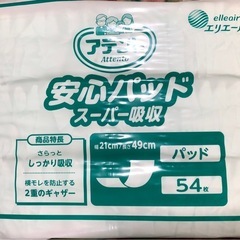 elleair
エリエール
アテント
Attento
安心パッド
スーパー吸収
商品特長
さらっと
しっかり吸収
横モレを防止する
2重のギャザー
幅21cm/長さ49cm
パッド
54枚